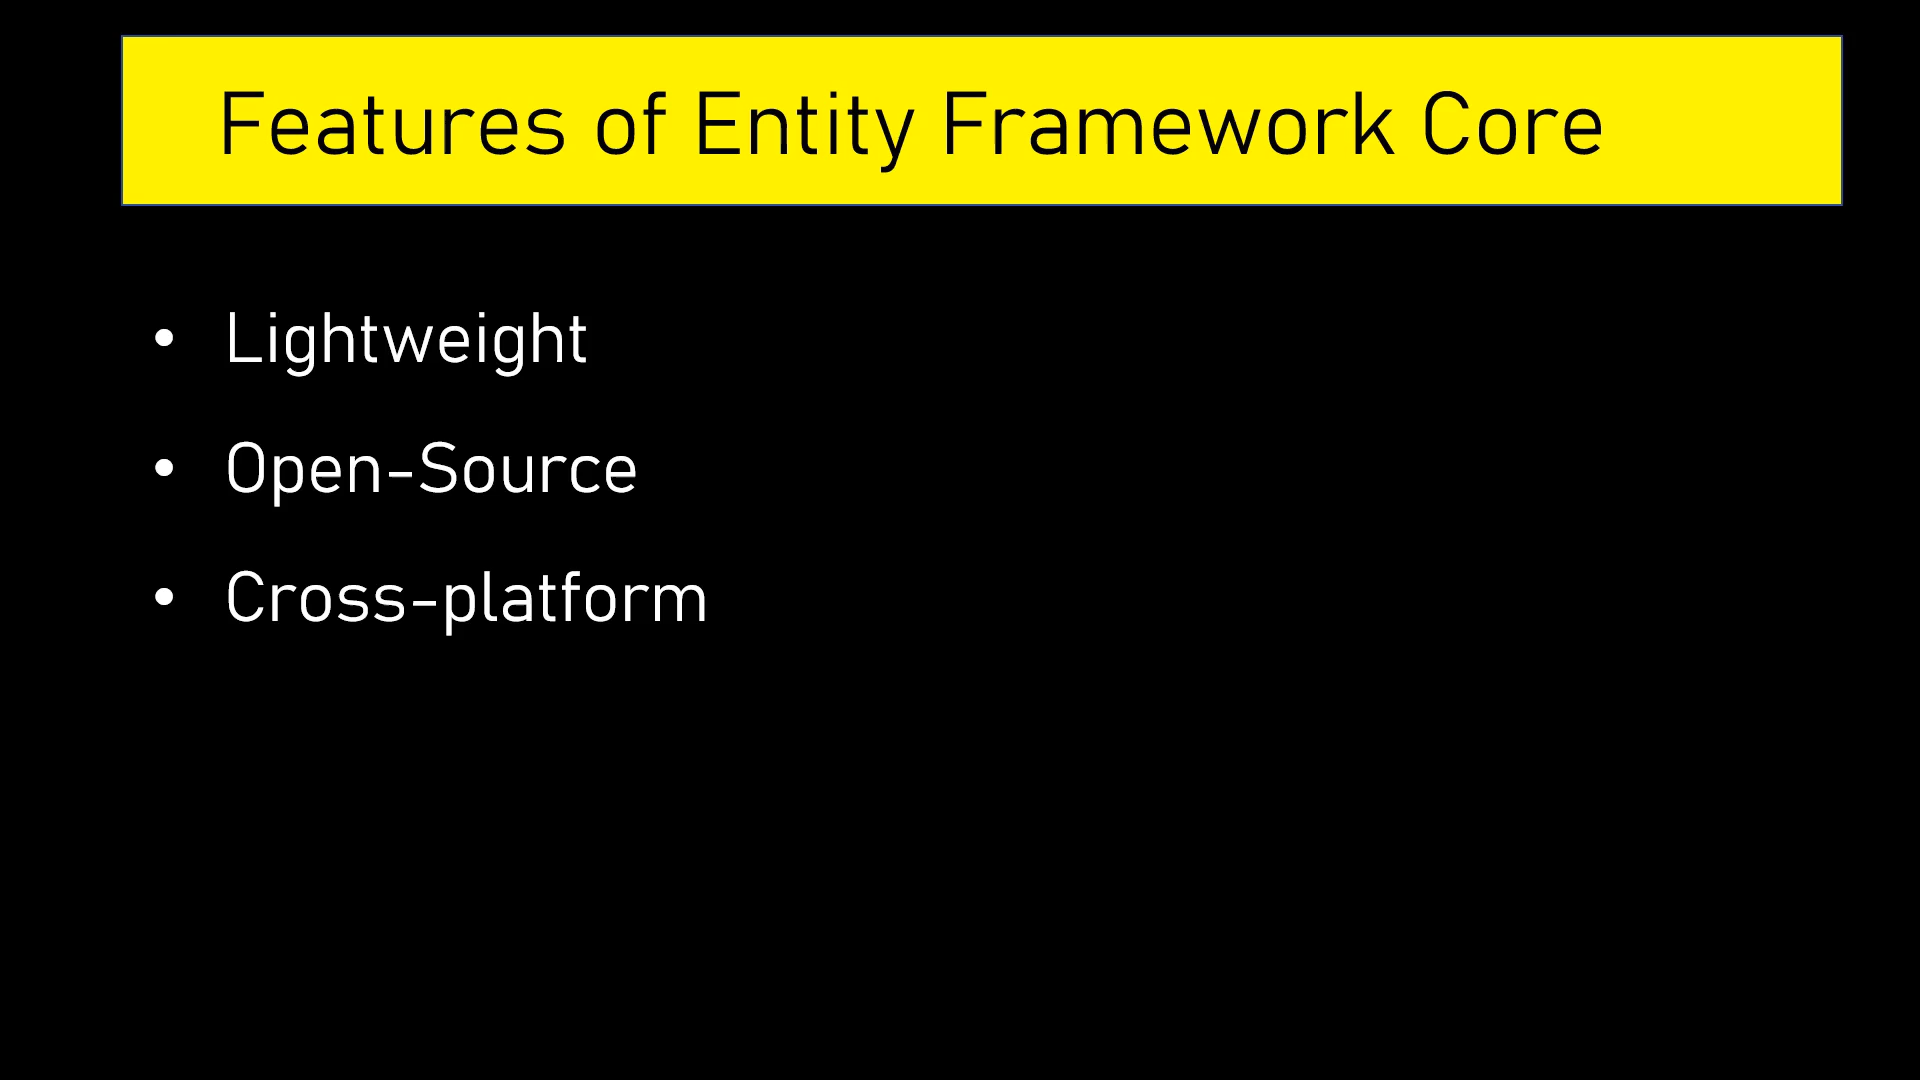 Features of Entity Framework Core
• Lightweight
• Open-Source
• Cross-platform